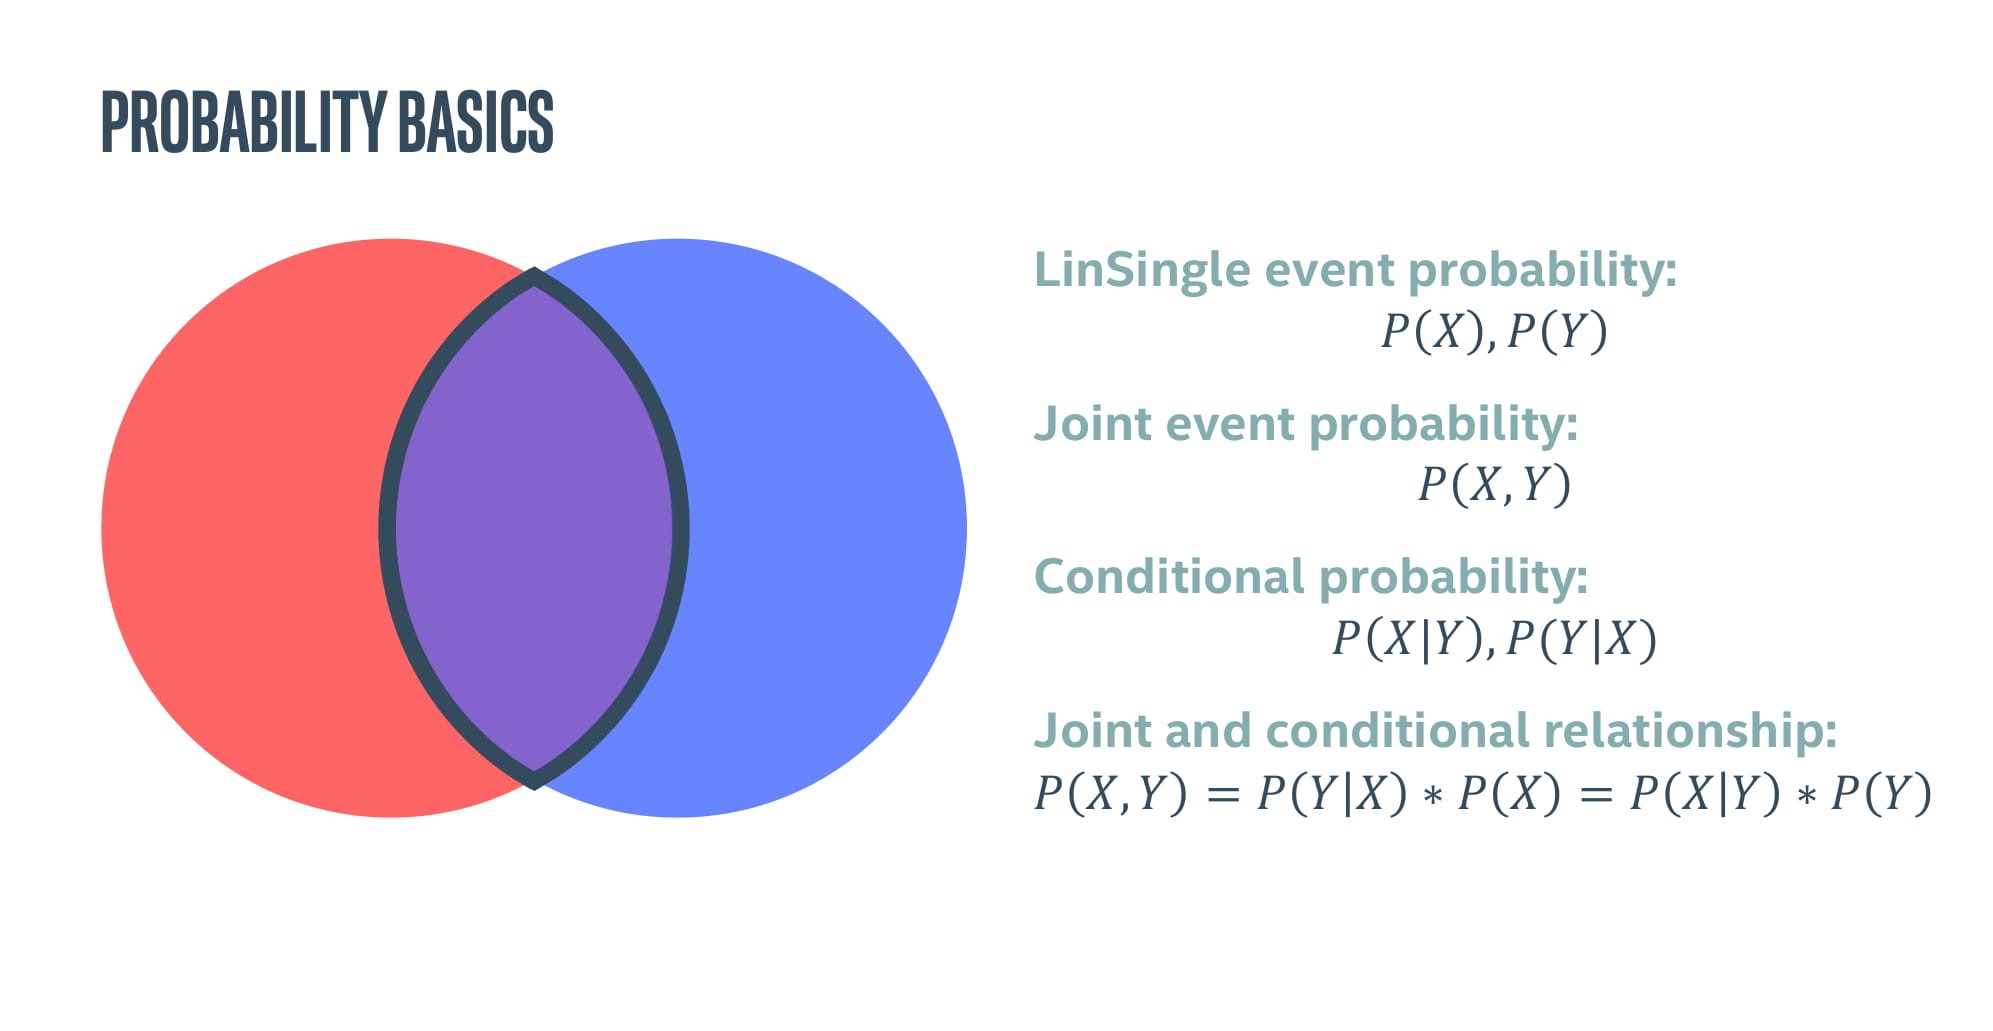 PROBABILITY BASICS
LinSingle event probability:
P(X), P(Y)
Joint event probability:
P(X, Y)
Conditional probability:
P(X|Y), P(Y|X)
Joint and conditional relationship:
P(X, Y) = P(Y|X) ∗ P(X) = P(X|Y) ∗ P(Y)